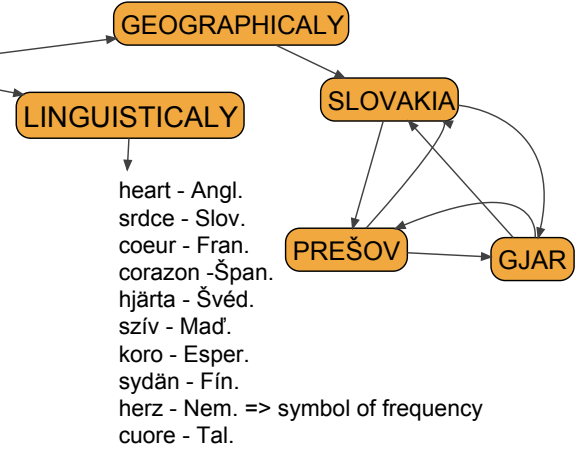 GEOGRAPHICALY
LINGUISTICALY
SLOVAKIA
PREŠOV
GJAR
heart - Angl.
srdce - Slov.
coeur - Fran.
corazon -Špan.
hjärta - Švéd.
szív - Maď.
koro - Esper.
sydän - Fín.
herz - Nem. => symbol of frequency
cuore - Tal.